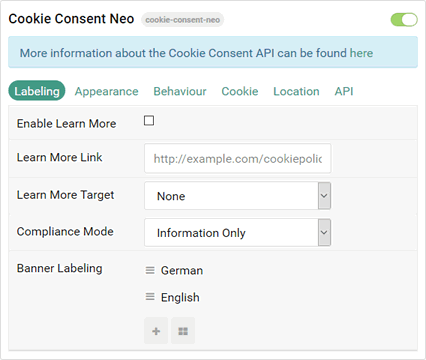 Cookie Consent Neo cookie-consent-neo
More information about the Cookie Consent API can be found here
Labeling Appearance Behaviour Cookie Location API
Enable Learn More
Learn More Link http://example.com/cookiepolic
Learn More Target None
Compliance Mode Information Only
Banner Labeling German
English